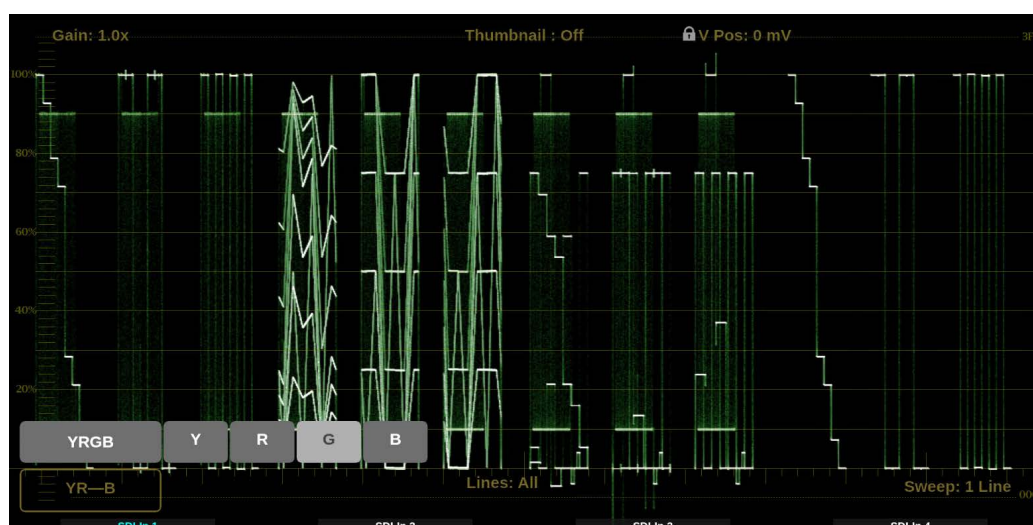 Gain: 1.0x
Thumbnail : Off
V Pos: 0 mV
100%
80%
60%
40%
20%
YRGB
Y
R
G
B
YR—B
Lines: All
Sweep: 1 Line